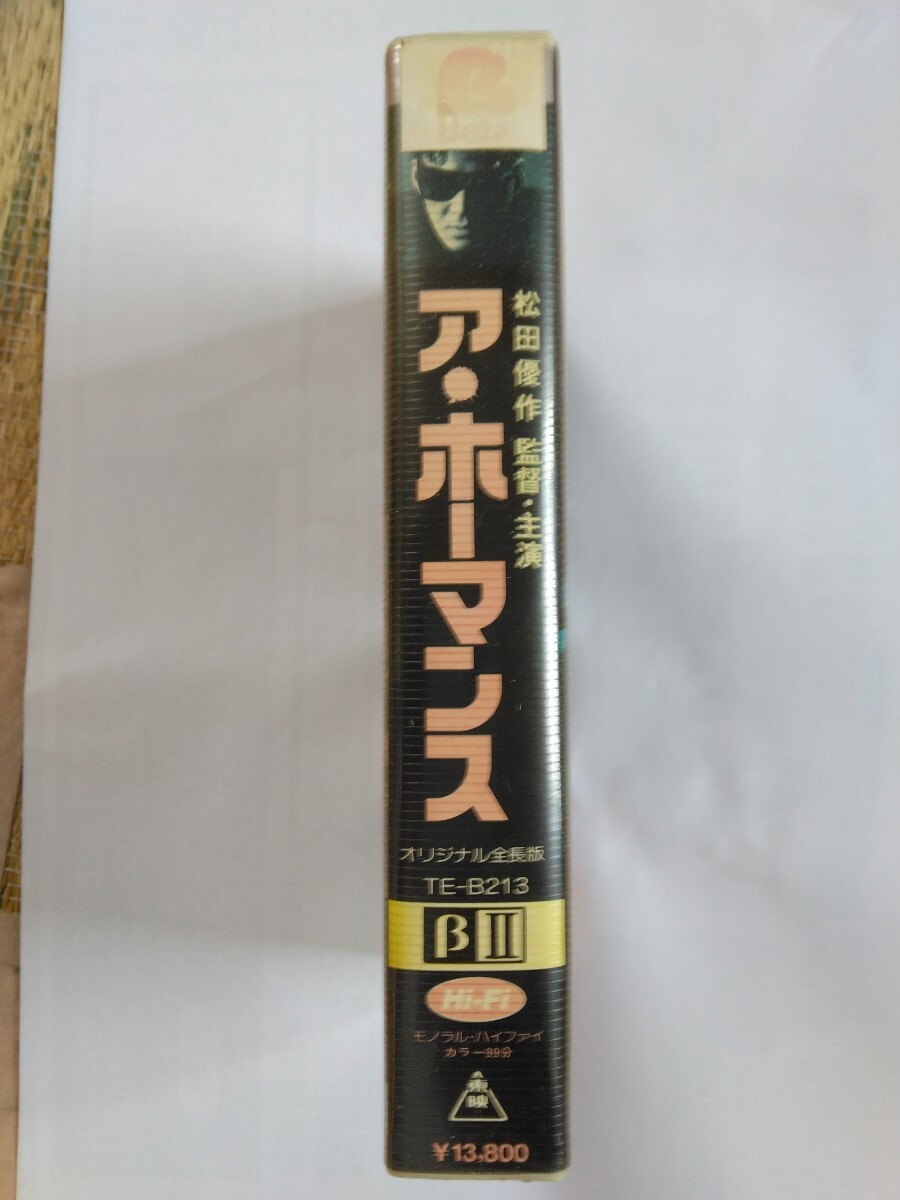 松田優作 監督・主演
ア・ホーマンス
オリジナル全長版
TE-B213
β III
Hi-Fi
モノラル・ハイファイ
カラー99分
東映
¥13,800